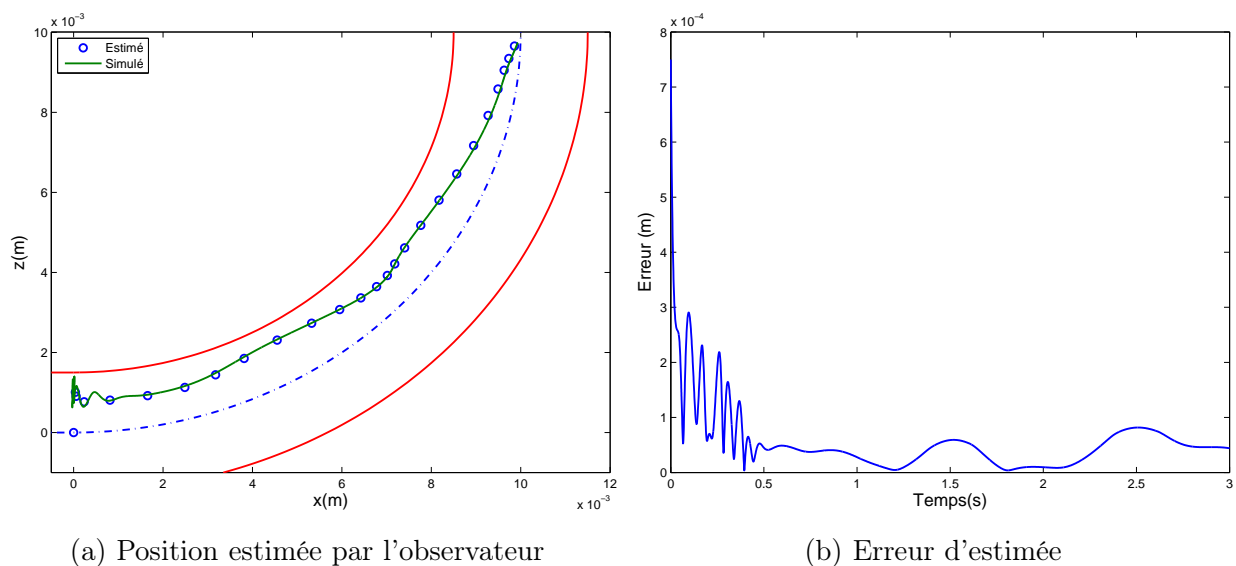 x 10⁻³
10
8
6
4
2
0
z(m)
Estimé
Simulé
0 2 4 6 8 10 12
x(m)
x 10⁻³
(a) Position estimée par l'observateur
x 10⁻⁴
8
7
6
5
4
3
2
1
0
Erreur (m)
0 0.5 1 1.5 2 2.5 3
Temps(s)
(b) Erreur d'estimée